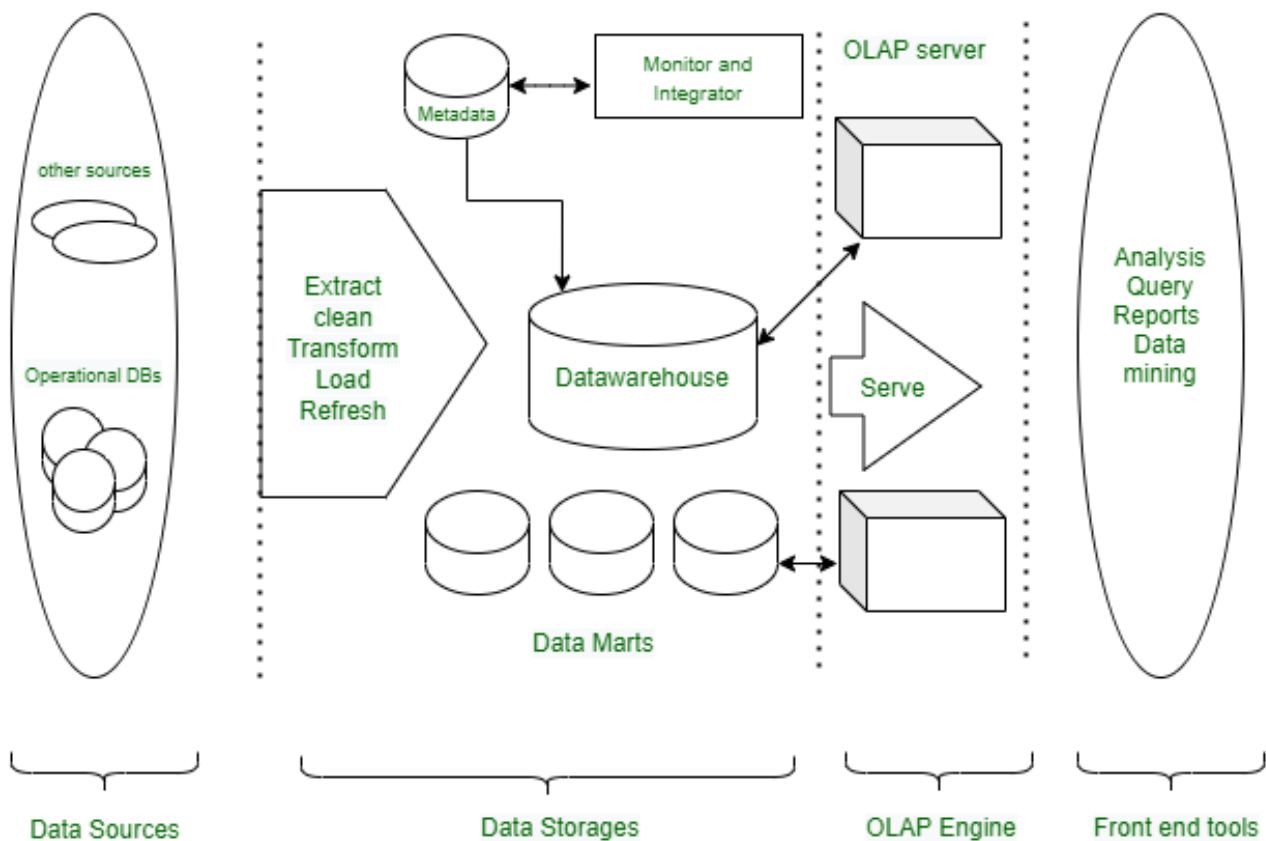 other sources
Operational DBs
Extract
clean
Transform
Load
Refresh
Metadata
Monitor and
Integrator
Datawarehouse
Data Marts
OLAP server
Serve
Analysis
Query
Reports
Data
mining
Data Sources
Data Storages
OLAP Engine
Front end tools